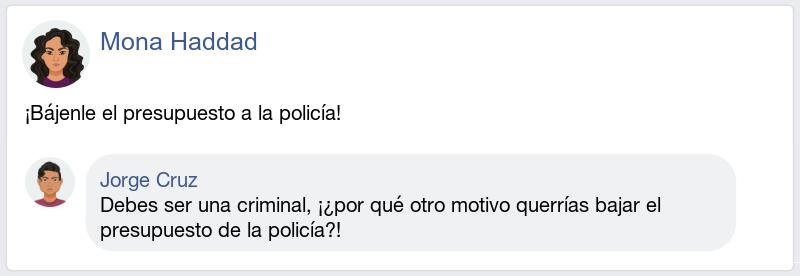 Mona Haddad
¡Bájenle el presupuesto a la policía!
Jorge Cruz
Debes ser una criminal, ¡¿por qué otro motivo querrías bajar el
presupuesto de la policía?!